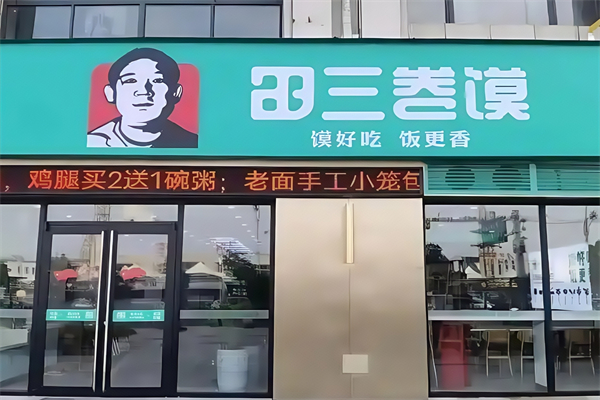 田三卷馍
馍好吃 饭更香
，鸡腿买2送1碗粥；老面手工小笼包